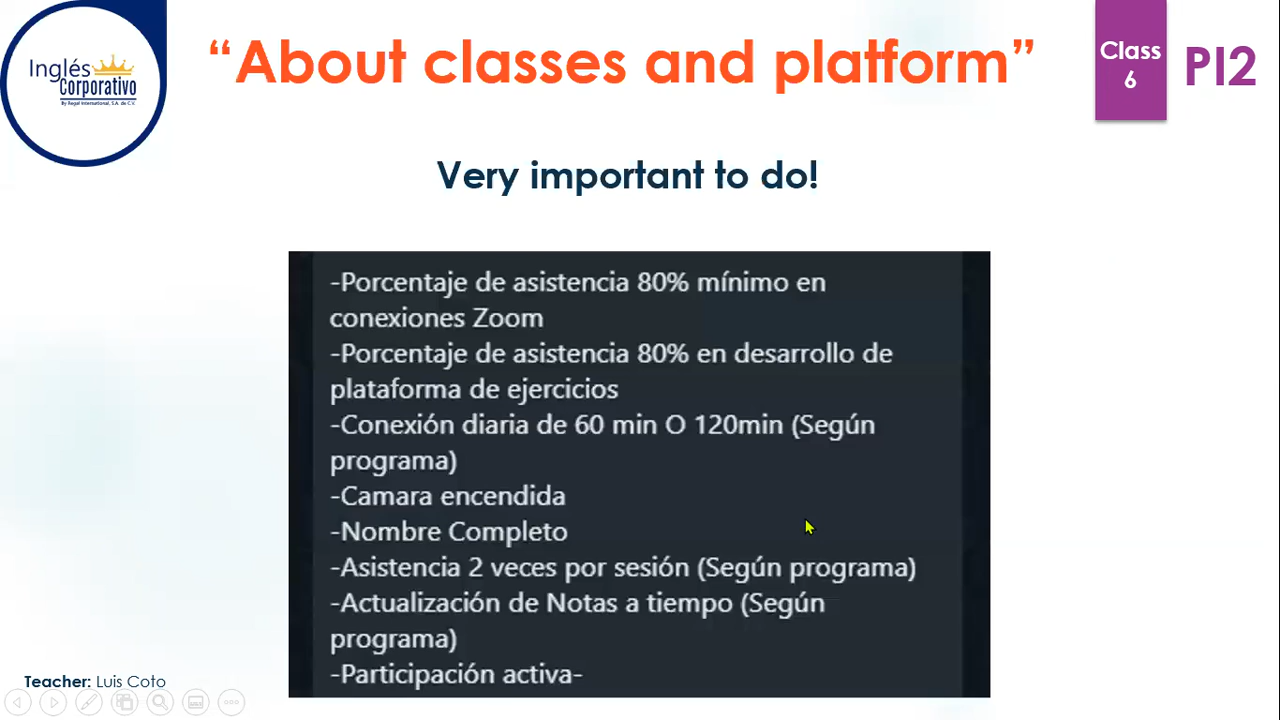 Inglés
Corporativo
By Regal International, S.A. de C.V.
“About classes and platform”
Class
6
PI2
Very important to do!
-Porcentaje de asistencia 80% mínimo en
conexiones Zoom
-Porcentaje de asistencia 80% en desarrollo de
plataforma de ejercicios
-Conexión diaria de 60 min O 120min (Según
programa)
-Camara encendida
-Nombre Completo
-Asistencia 2 veces por sesión (Según programa)
-Actualización de Notas a tiempo (Según
programa)
-Participación activa-
Teacher: Luis Coto